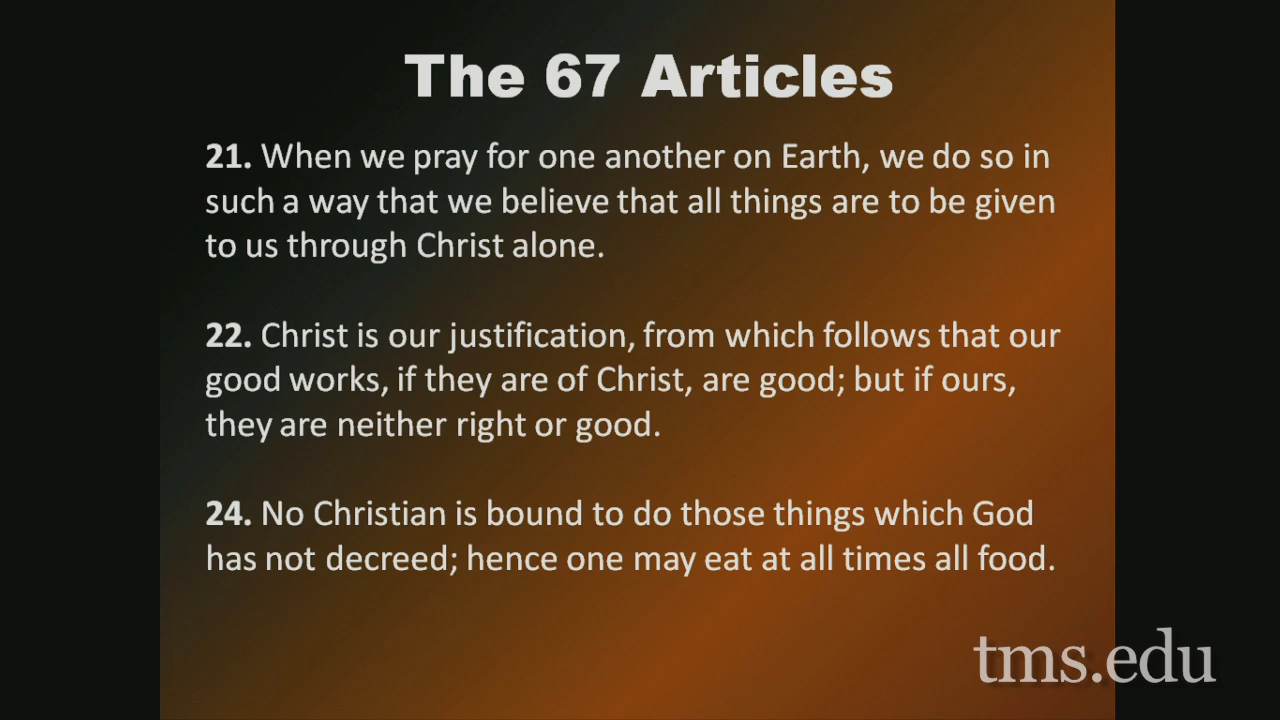 The 67 Articles
21. When we pray for one another on Earth, we do so in
such a way that we believe that all things are to be given
to us through Christ alone.
22. Christ is our justification, from which follows that our
good works, if they are of Christ, are good; but if ours,
they are neither right or good.
24. No Christian is bound to do those things which God
has not decreed; hence one may eat at all times all food.
tms.edu